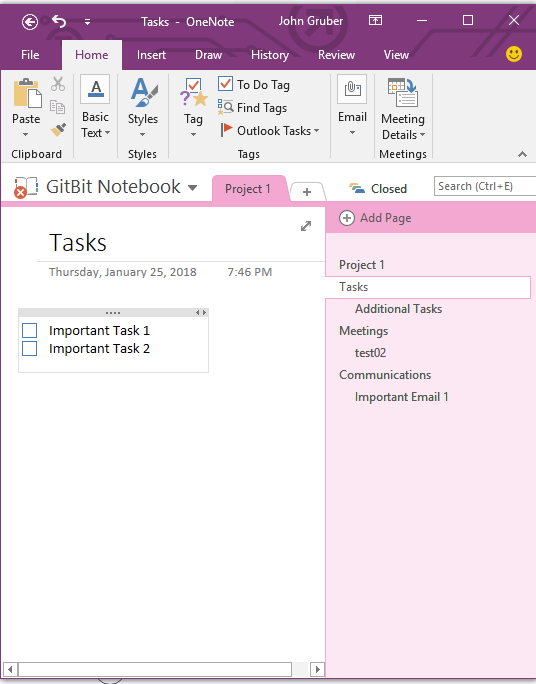 Tasks - OneNote
John Gruber
File
Home
Insert
Draw
History
Review
View
Paste
Clipboard
Basic
Text
Styles
Styles
Tag
To Do Tag
Find Tags
Outlook Tasks
Tags
Email
Meeting
Details
Meetings
GitBit Notebook
Project 1
Closed
Search (Ctrl+E)
Tasks
Thursday, January 25, 2018
7:46 PM
Important Task 1
Important Task 2
Add Page
Project 1
Tasks
Additional Tasks
Meetings
test02
Communications
Important Email 1